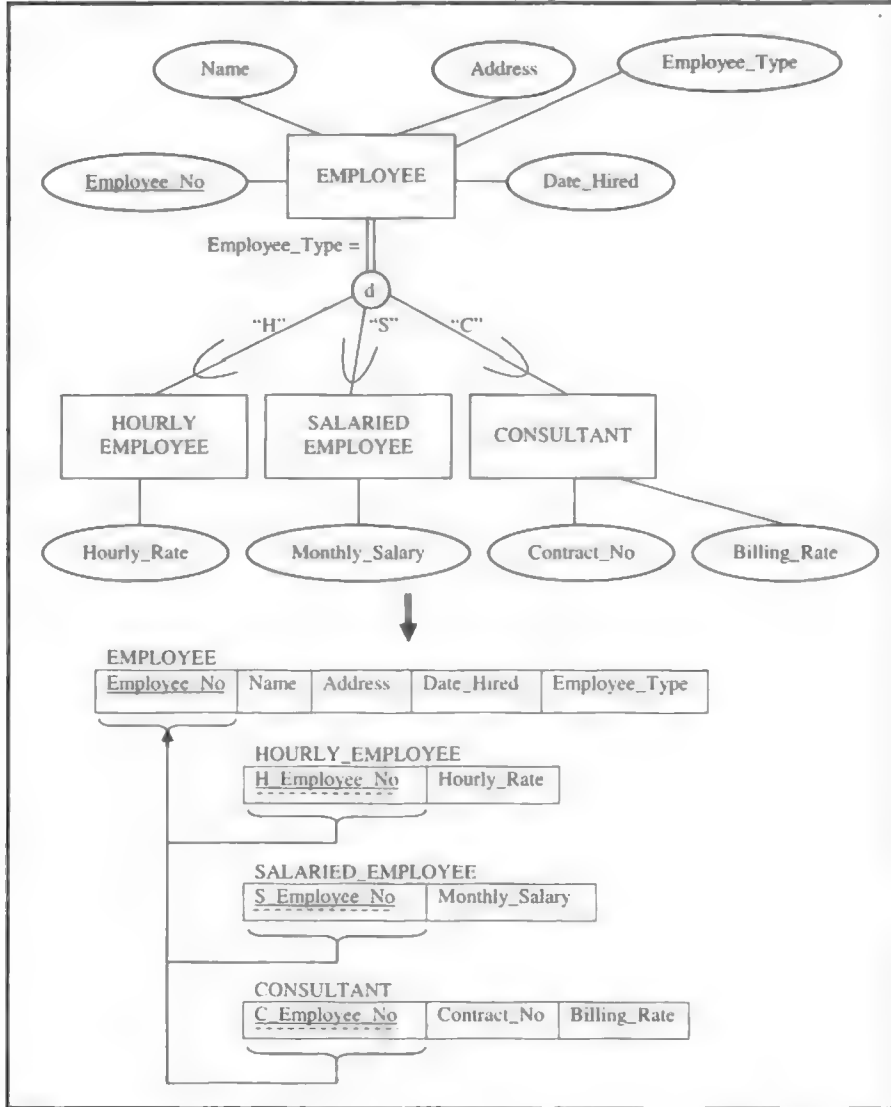 Name
Address
Employee_Type
Employee_No
EMPLOYEE
Date_Hired
Employee_Type =
d
“H”
“S”
“C”
HOURLY
EMPLOYEE
SALARIED
EMPLOYEE
CONSULTANT
Hourly_Rate
Monthly_Salary
Contract_No
Billing_Rate
EMPLOYEE
Employee_No Name Address Date_Hired Employee_Type
HOURLY_EMPLOYEE
H_Employee_No Hourly_Rate
SALARIED_EMPLOYEE
S_Employee_No Monthly_Salary
CONSULTANT
C_Employee_No Contract_No Billing_Rate